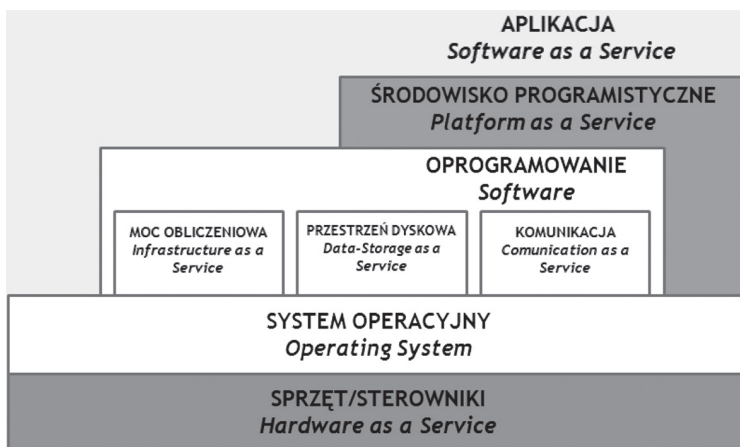 APLIKACJA
Software as a Service
ŚRODOWISKO PROGRAMISTYCZNE
Platform as a Service
OPROGRAMOWANIE
Software
MOC OBLICZENIOWA
Infrastructure as a
Service
PRZESTRZEŃ DYSKOWA
Data-Storage as a
Service
KOMUNIKACJA
Comunication as a
Service
SYSTEM OPERACYJNY
Operating System
SPRZĘT/STEROWNIKI
Hardware as a Service